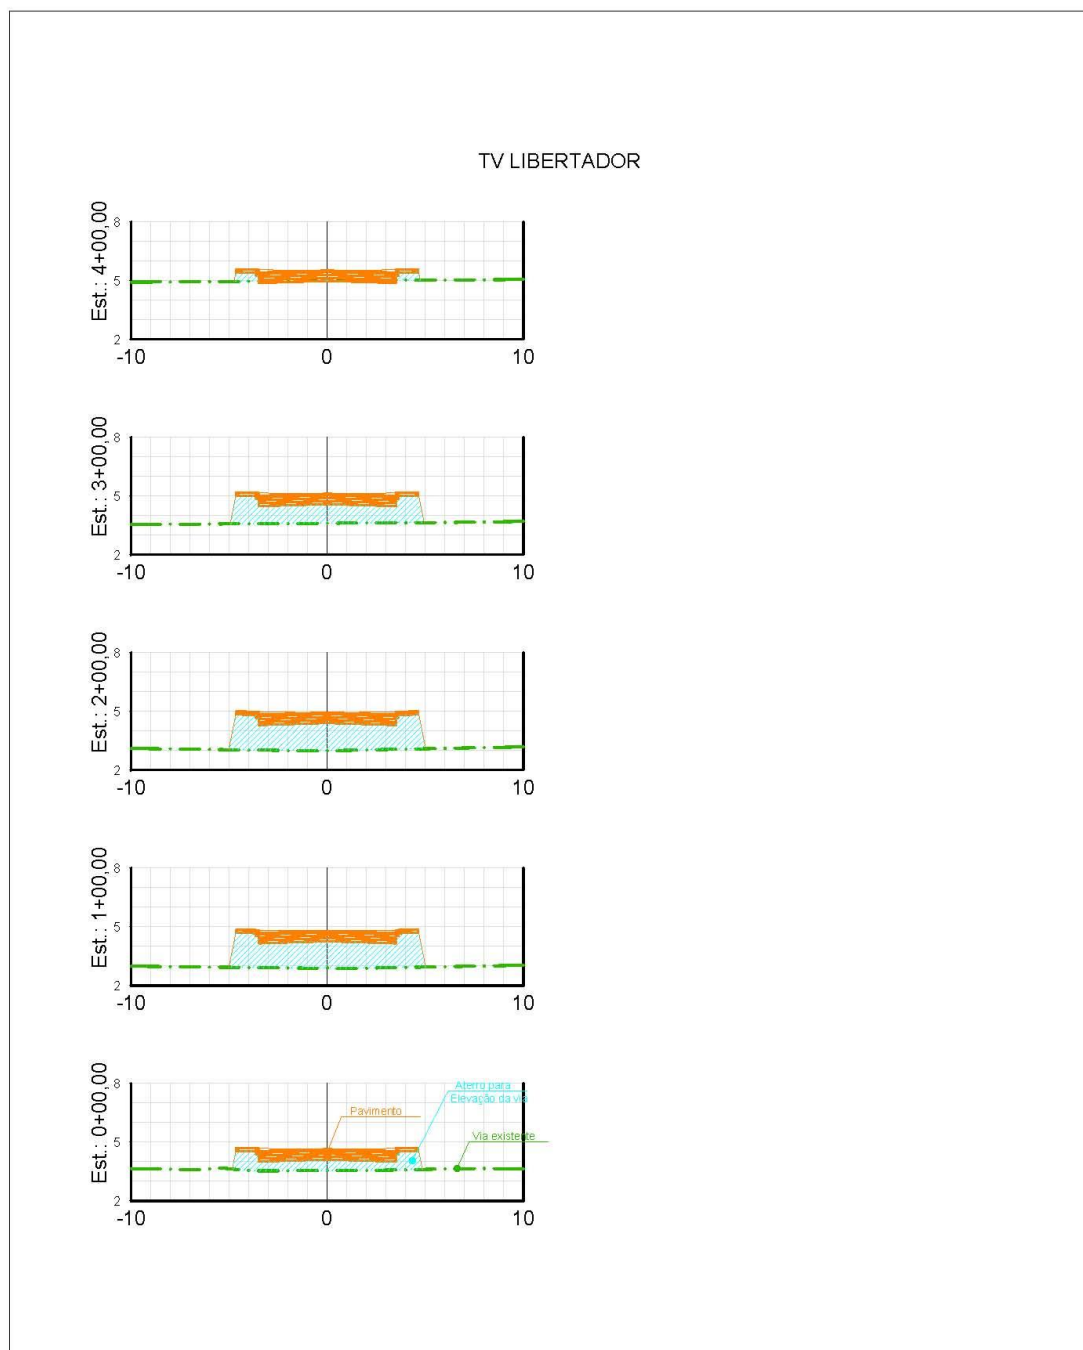 TV LIBERTADOR
Est.: 4+00,00
8
5
2
-10 0 10
Est.: 3+00,00
8
5
2
-10 0 10
Est.: 2+00,00
8
5
2
-10 0 10
Est.: 1+00,00
8
5
2
-10 0 10
Est.: 0+00,00
8
5
2
Aterro para
Elevação da via
Pavimento
Via existente
-10 0 10